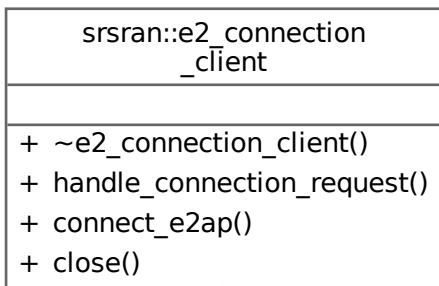 srsran::e2_connection
_client
+ ~e2_connection_client()
+ handle_connection_request()
+ connect_e2ap()
+ close()